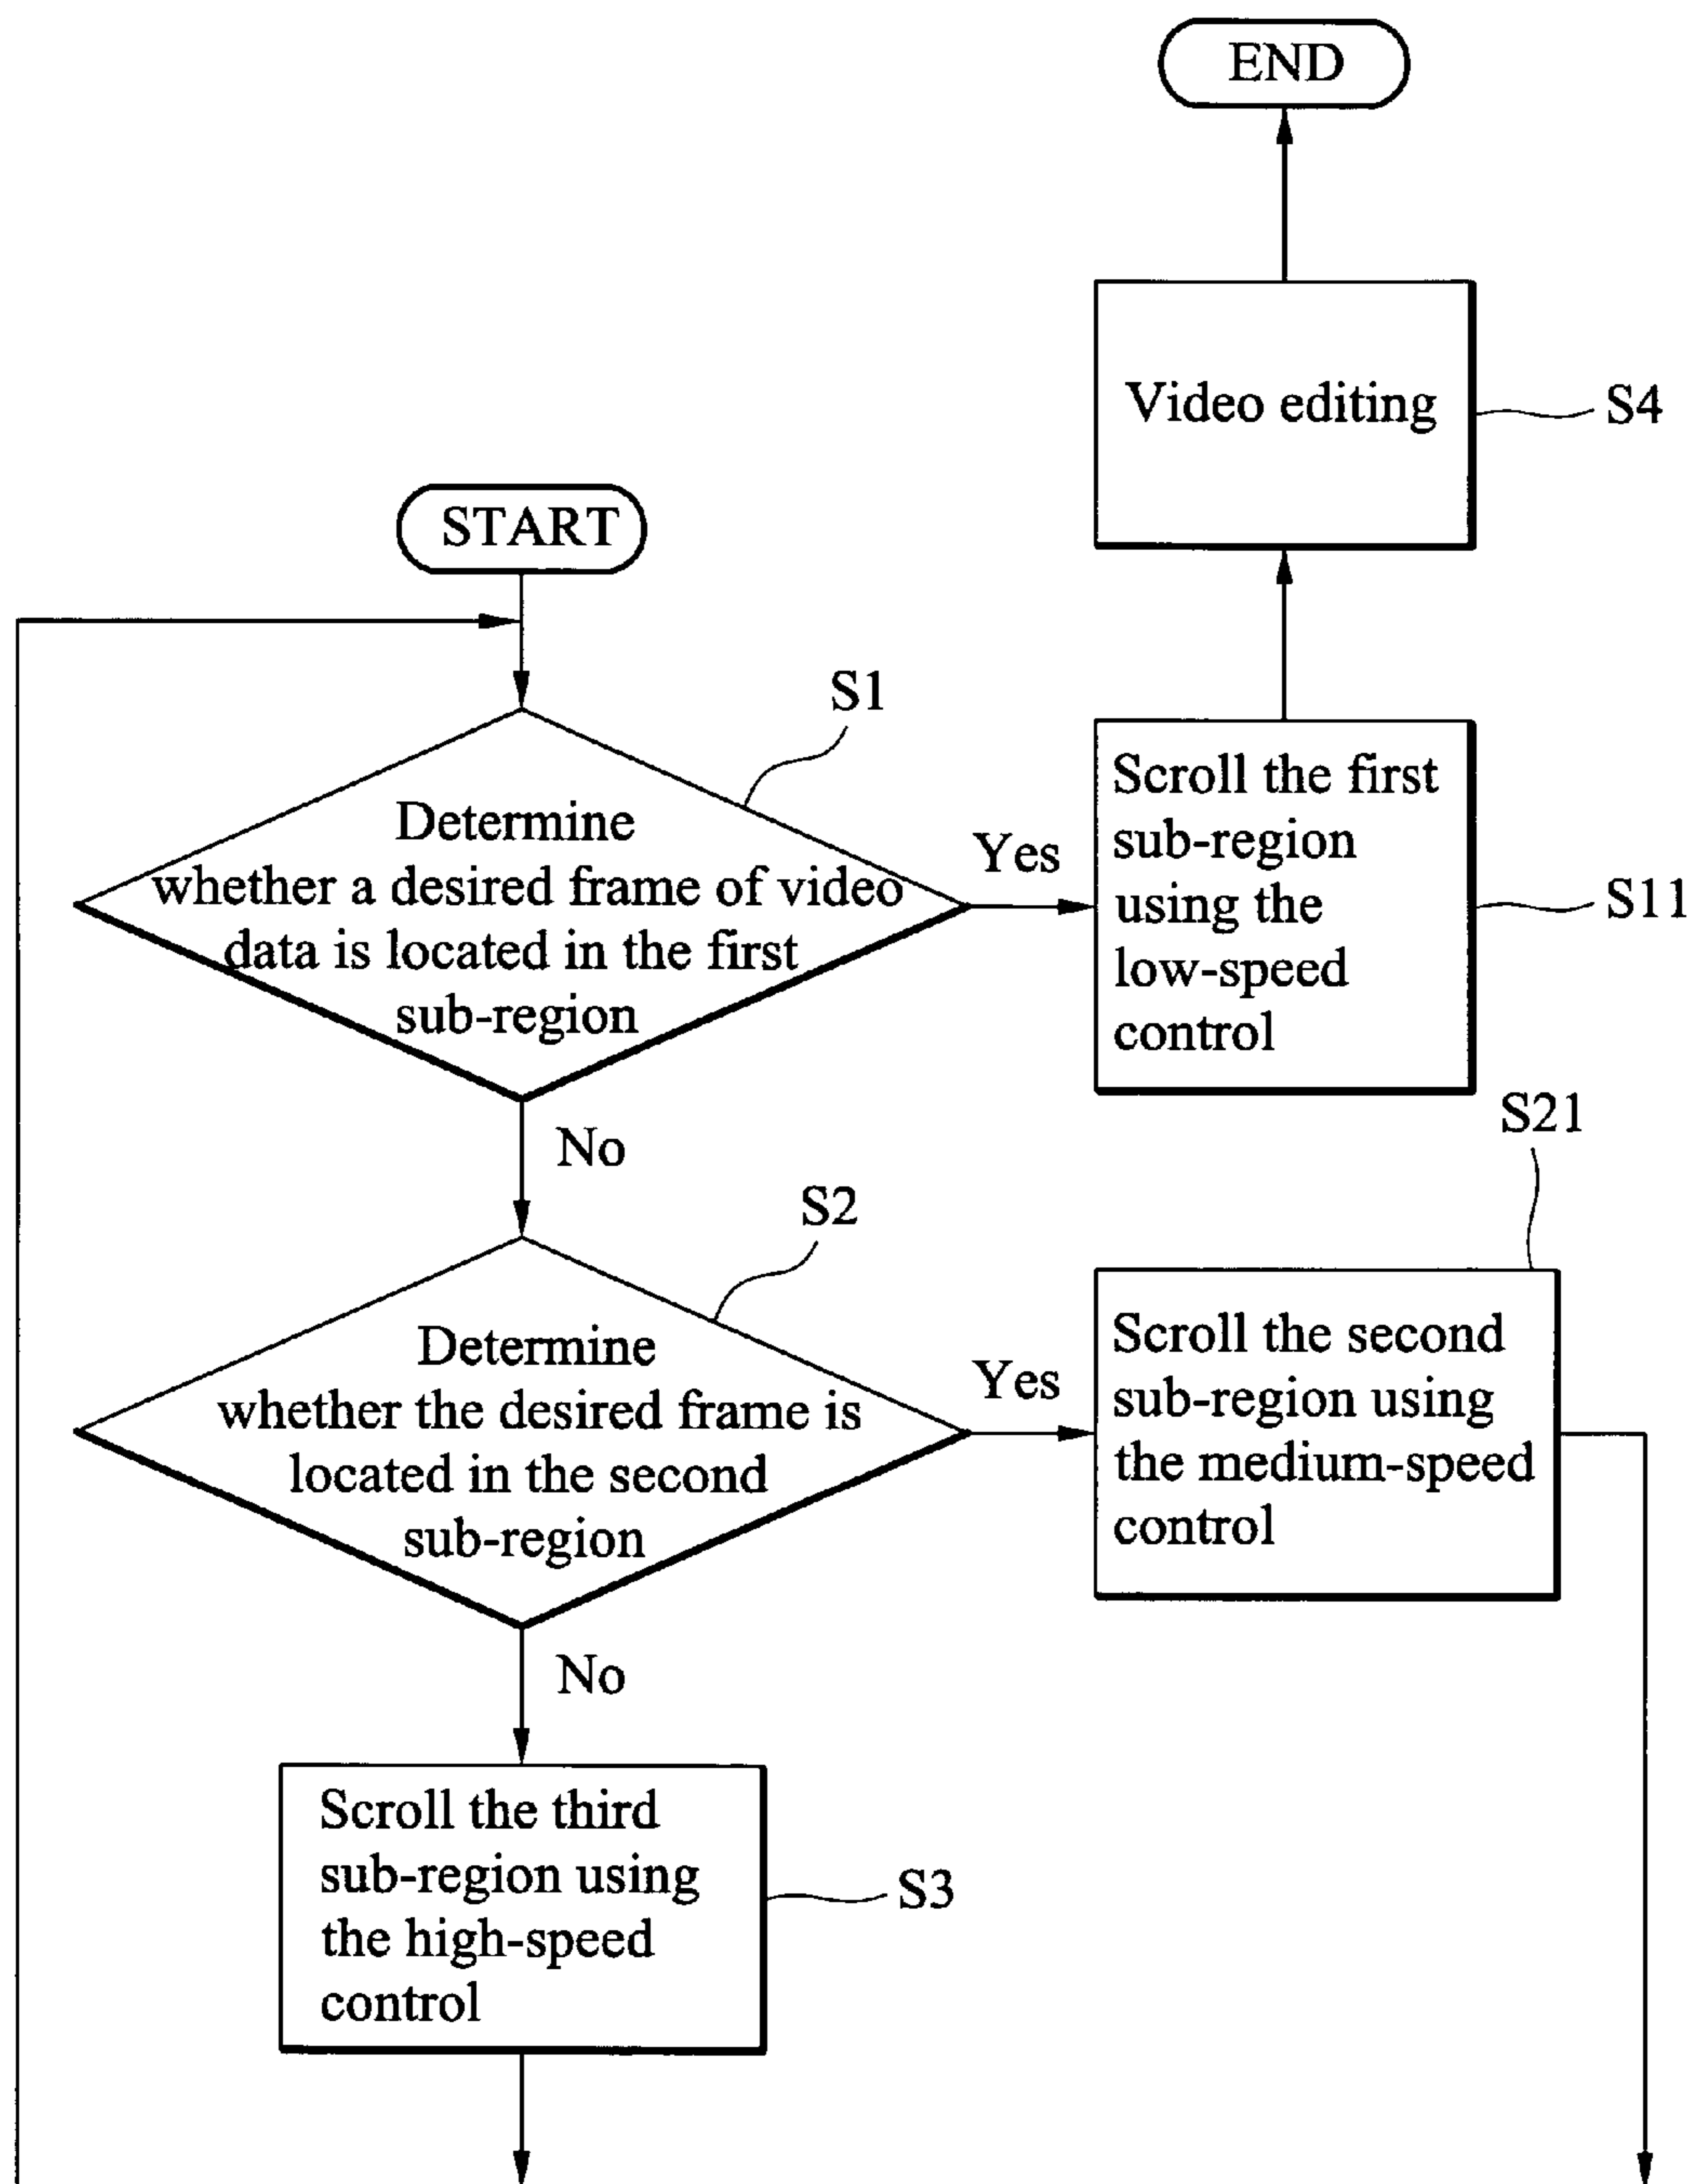 END
Video editing
S4
START
S1
Determine
whether a desired frame of video
data is located in the first
sub-region
Yes
Scroll the first
sub-region
using the
low-speed
control
S11
No
S2
Determine
whether the desired frame is
located in the second
sub-region
Yes
S21
Scroll the second
sub-region using
the medium-speed
control
No
Scroll the third
sub-region using
the high-speed
control
S3